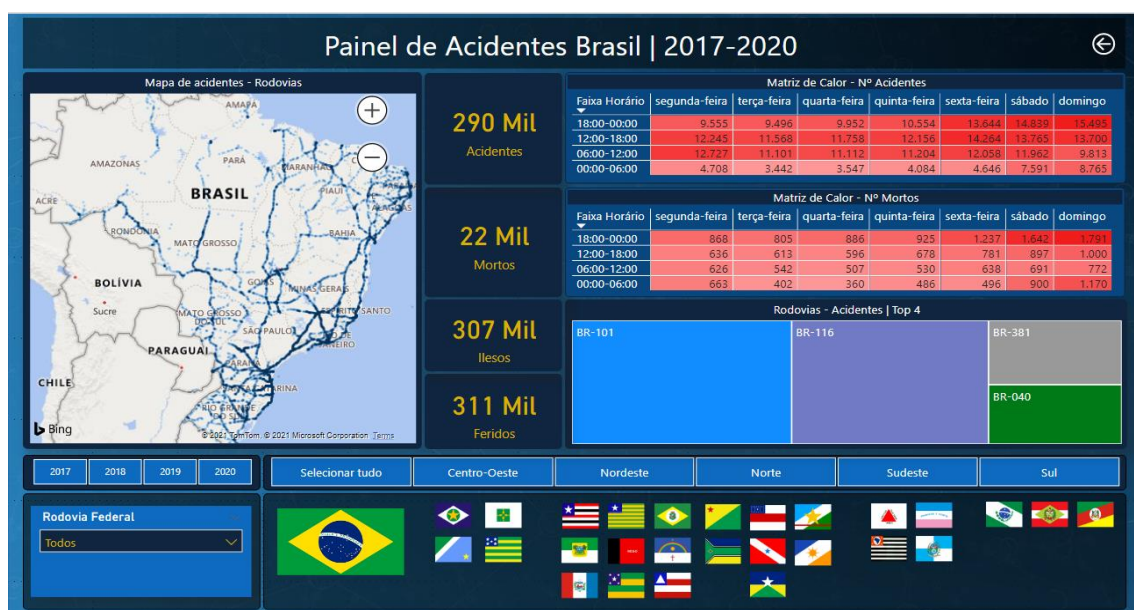 Painel de Acidentes Brasil | 2017-2020
Mapa de acidentes - Rodovias
AMAPÁ
AMAZONAS
PARÁ
MARANHÃO
PIAUÍ
ALAGOAS
ACRE
BRASIL
RONDÔNIA
MATO GROSSO
BAHIA
BOLÍVIA
Sucre
GOIÁS
MINAS GERAIS
MATO GROSSO
DO SUL
ESPÍRITO SANTO
SÃO PAULO
PARAGUAI
PARANÁ
CHILE
RIO GRANDE
DO SUL
Bing
© 2021 TomTom, © 2021 Microsoft Corporation Terms
290 Mil
Acidentes
22 Mil
Mortos
307 Mil
Ilesos
311 Mil
Feridos
Matriz de Calor - Nº Acidentes
Faixa Horário segunda-feira terça-feira quarta-feira quinta-feira sexta-feira sábado domingo
18:00-00:00 9.555 9.496 9.952 10.554 13.644 14.839 15.495
12:00-18:00 12.245 11.568 11.758 12.156 14.264 13.765 13.700
06:00-12:00 12.727 11.101 11.112 11.204 12.058 11.962 9.813
00:00-06:00 4.708 3.442 3.547 4.084 4.646 7.591 8.765
Matriz de Calor - Nº Mortos
Faixa Horário segunda-feira terça-feira quarta-feira quinta-feira sexta-feira sábado domingo
18:00-00:00 868 805 886 925 1.237 1.642 1.791
12:00-18:00 636 613 596 678 781 897 1.000
06:00-12:00 626 542 507 530 638 691 772
00:00-06:00 663 402 360 486 496 900 1.170
Rodovias - Acidentes | Top 4
BR-101
BR-116
BR-381
BR-040
2017 2018 2019 2020
Selecionar tudo Centro-Oeste Nordeste Norte Sudeste Sul
Rodovia Federal
Todos